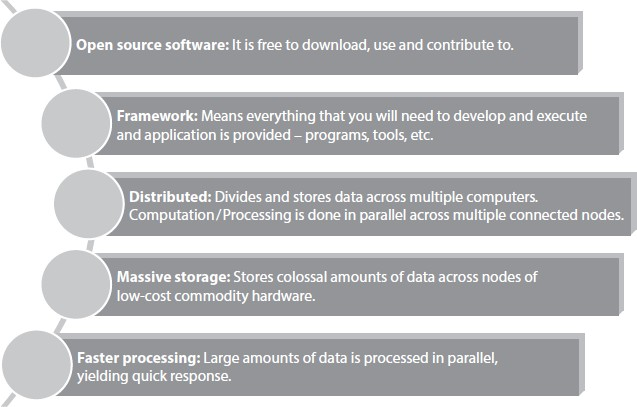 Open source software: It is free to download, use and contribute to.
Framework: Means everything that you will need to develop and execute
and application is provided – programs, tools, etc.
Distributed: Divides and stores data across multiple computers.
Computation/Processing is done in parallel across multiple connected nodes.
Massive storage: Stores colossal amounts of data across nodes of
low-cost commodity hardware.
Faster processing: Large amounts of data is processed in parallel,
yielding quick response.